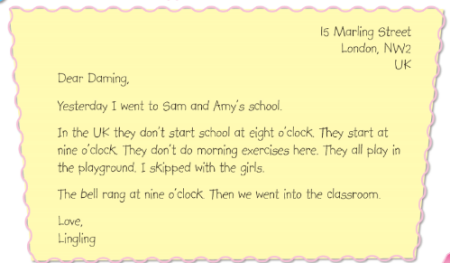 15 Marling Street
London, NW2
UK
Dear Daming,
Yesterday I went to Sam and Amy's school.
In the UK they don't start school at eight o'clock. They start at
nine o'clock. They don't do morning exercises here. They all play in
the playground. I skipped with the girls.
The bell rang at nine o'clock. Then we went into the classroom.
Love,
Lingling